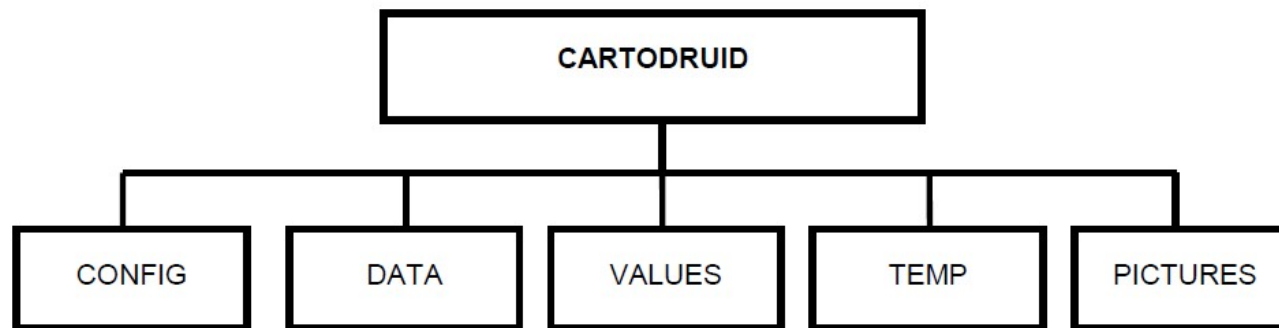 CARTODRUID
CONFIG
DATA
VALUES
TEMP
PICTURES